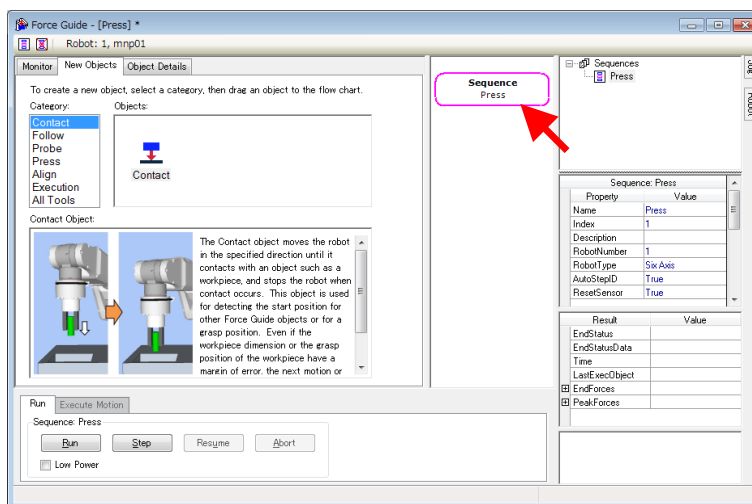 Force Guide - [Press] *
Robot: 1, mnp01
Monitor New Objects Object Details
To create a new object, select a category, then drag an object to the flow chart.
Category: Objects:
Contact
Follow
Probe
Press
Align
Execution
All Tools
Contact
Contact Object:
The Contact object moves the robot
in the specified direction until it
contacts with an object such as a
workpiece, and stops the robot when
contact occurs. This object is used
for detecting the start position for
other Force Guide objects or for a
grasp position. Even if the
workpiece dimension or the grasp
position of the workpiece have a
margin of error, the next motion or
Sequence
Press
Sequences
Press
Jog
Robot
Sequence: Press
Property Value
Name Press
Index 1
Description
RobotNumber 1
RobotType Six Axis
AutoStepID True
ResetSensor True
Result Value
EndStatus
EndStatusData
Time
LastExecObject
EndForces
PeakForces
Run Execute Motion
Sequence: Press
Run Step Resume Abort
Low Power